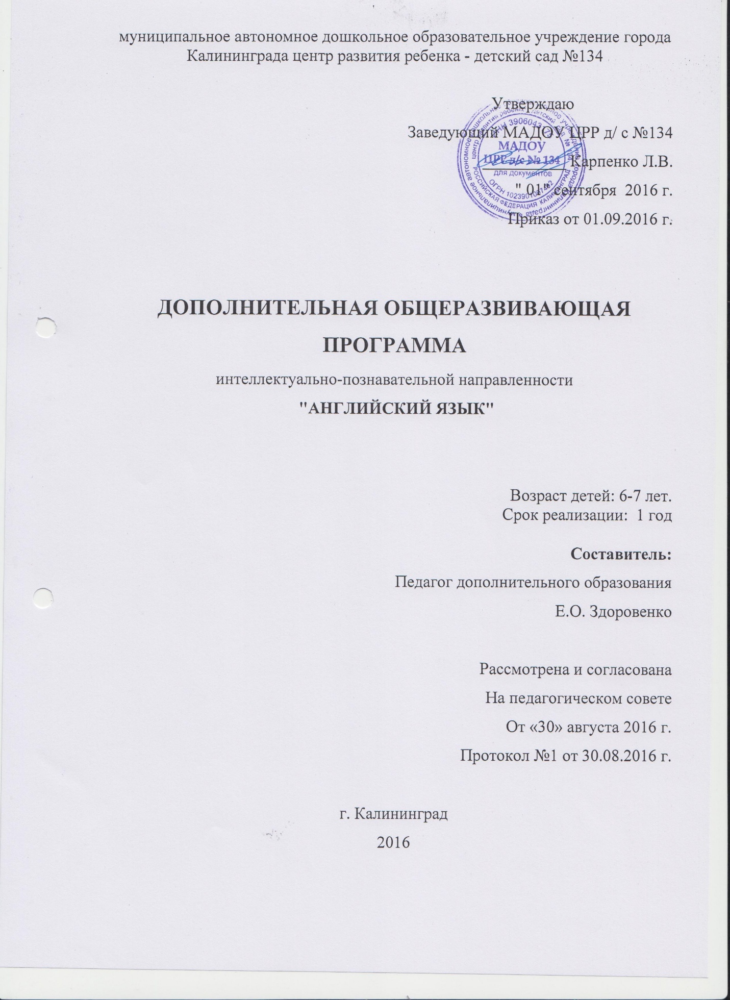 муниципальное автономное дошкольное образовательное учреждение города
Калининграда центр развития ребенка - детский сад №134
Утверждаю
Заведующий МАДОУ ЦРР д/ с №134
Карпенко Л.В.
" 01" сентября  2016 г.
Приказ от 01.09.2016 г.
МАДОУ
ЦРР д/с № 134
для документов
РОССИЙСКАЯ ФЕДЕРАЦИЯ КАЛИНИНГРАД
ДОПОЛНИТЕЛЬНАЯ ОБЩЕРАЗВИВАЮЩАЯ
ПРОГРАММА
интеллектуально-познавательной направленности
"АНГЛИЙСКИЙ ЯЗЫК"
Возраст детей: 6-7 лет.
Срок реализации:  1 год
Составитель:
Педагог дополнительного образования
Е.О. Здоровенко
Рассмотрена и согласована
На педагогическом совете
От «30» августа 2016 г.
Протокол №1 от 30.08.2016 г.
г. Калининград
2016